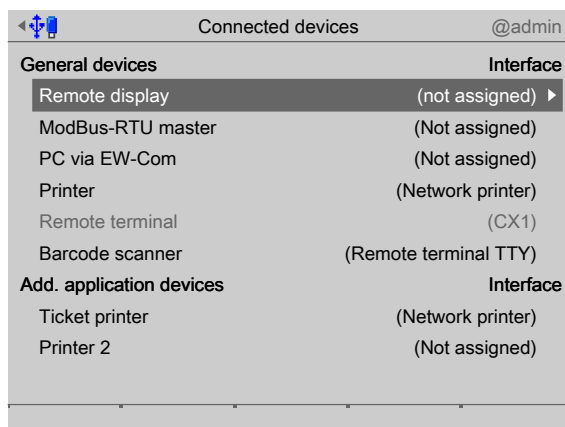 Connected devices @admin
General devices Interface
Remote display (not assigned)
ModBus-RTU master (Not assigned)
PC via EW-Com (Not assigned)
Printer (Network printer)
Remote terminal (CX1)
Barcode scanner (Remote terminal TTY)
Add. application devices Interface
Ticket printer (Network printer)
Printer 2 (Not assigned)